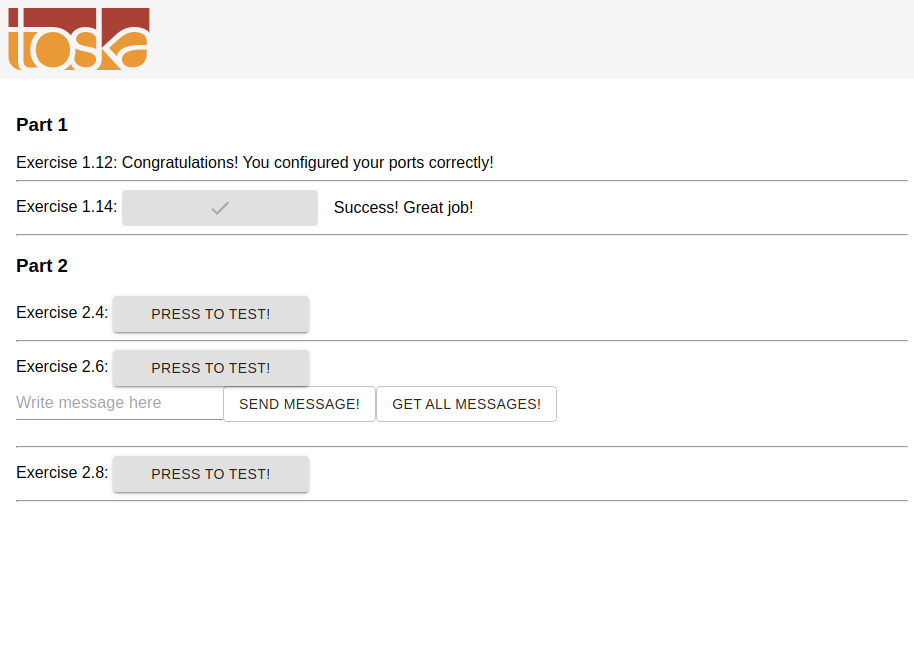 toska
Part 1
Exercise 1.12: Congratulations! You configured your ports correctly!
Exercise 1.14: Success! Great job!
Part 2
Exercise 2.4: PRESS TO TEST!
Exercise 2.6: PRESS TO TEST!
Write message here SEND MESSAGE! GET ALL MESSAGES!
Exercise 2.8: PRESS TO TEST!